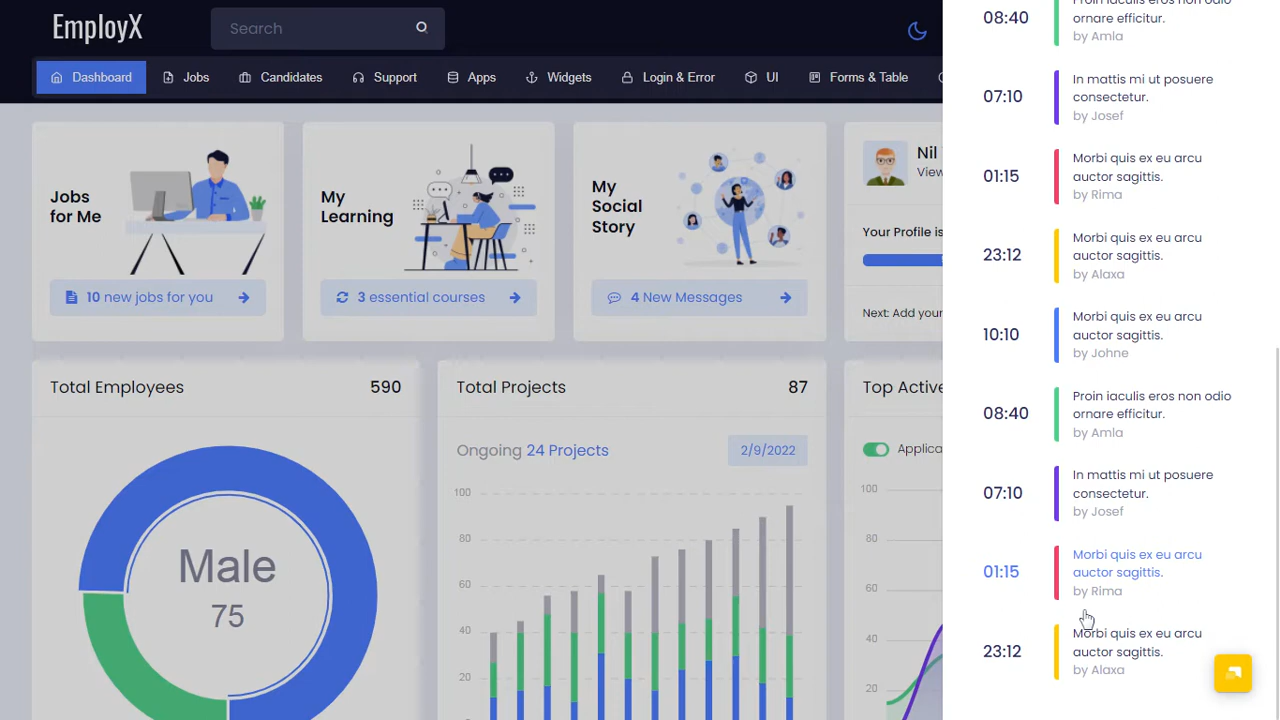 EmployX
Search
Dashboard
Jobs
Candidates
Support
Apps
Widgets
Login & Error
UI
Forms & Table
Jobs
for Me
10 new jobs for you
My
Learning
3 essential courses
My
Social
Story
4 New Messages
Nil
View
Your Profile is
Next: Add your
Total Employees 590
Male
75
Total Projects 87
Ongoing 24 Projects
2/9/2022
100
80
60
40
20
Top Active
Applica
100
80
60
40
20
Proin iaculis eros non odio
08:40 ornare efficitur.
by Amla
In mattis mi ut posuere
07:10 consectetur.
by Josef
Morbi quis ex eu arcu
01:15 auctor sagittis.
by Rima
Morbi quis ex eu arcu
23:12 auctor sagittis.
by Alaxa
Morbi quis ex eu arcu
10:10 auctor sagittis.
by Johne
Proin iaculis eros non odio
08:40 ornare efficitur.
by Amla
In mattis mi ut posuere
07:10 consectetur.
by Josef
Morbi quis ex eu arcu
01:15 auctor sagittis.
by Rima
Morbi quis ex eu arcu
23:12 auctor sagittis.
by Alaxa